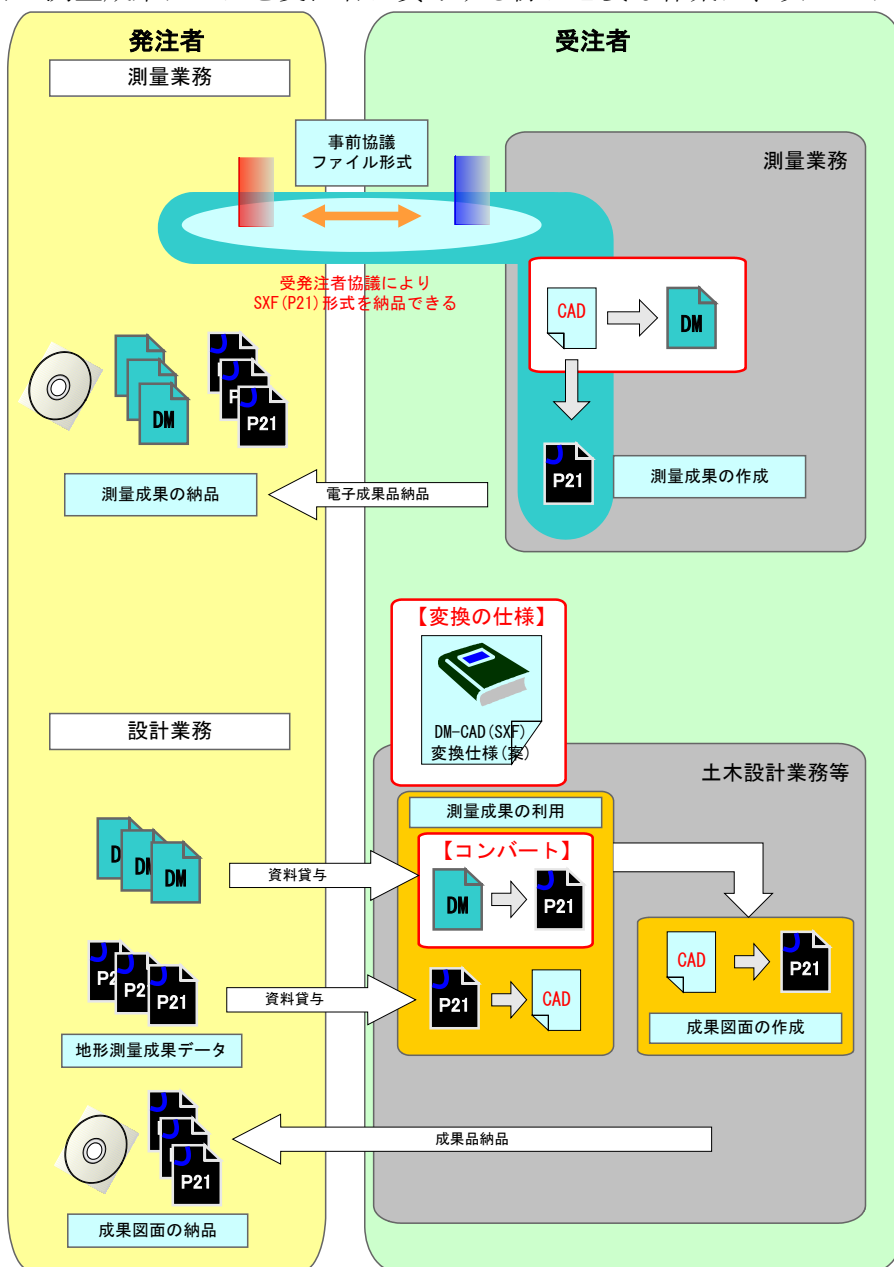 発注者
受注者
測量業務
事前協議
ファイル形式
測量業務
受発注者協議により
SXF(P21)形式を納品できる
CAD
DM
DM
P
P21
P21
測量成果の作成
測量成果の納品
電子成果品納品
【変換の仕様】
DM-CAD(SXF)
変換仕様(案)
設計業務
土木設計業務等
測量成果の利用
【コンバート】
D
DM
DM
資料貸与
DM
P21
CAD
P21
P2
P2
P21
資料貸与
P21
CAD
成果図面の作成
地形測量成果データ
成果品納品
P21
成果図面の納品